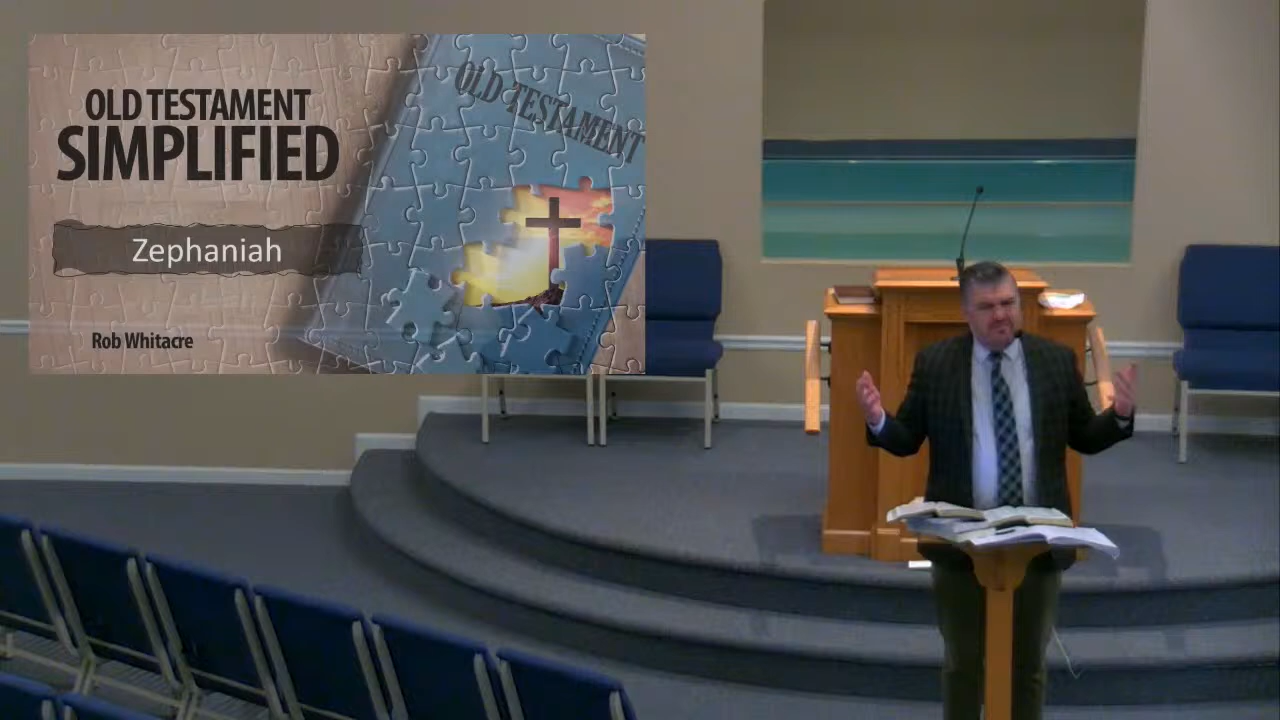 OLD TESTAMENT
SIMPLIFIED
Zephaniah
Rob Whitacre
OLD TESTAMENT